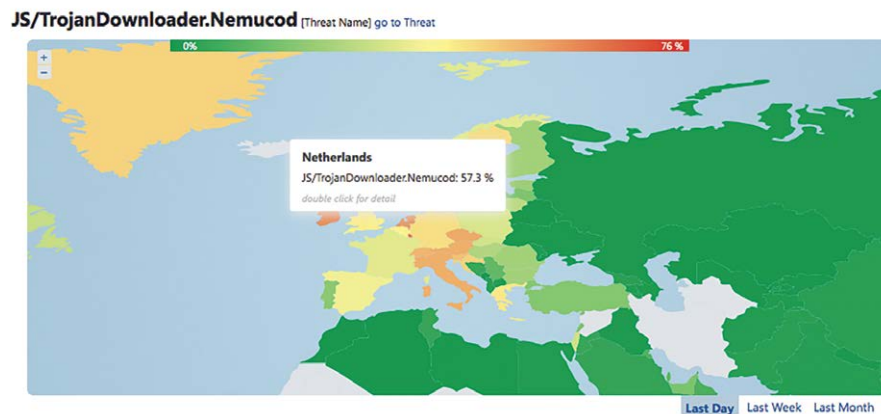 JS/TrojanDownloader.Nemucod [Threat Name] go to Threat
0% 76 %
+
−
Netherlands
JS/TrojanDownloader.Nemucod: 57.3 %
double click for detail
Last Day Last Week Last Month